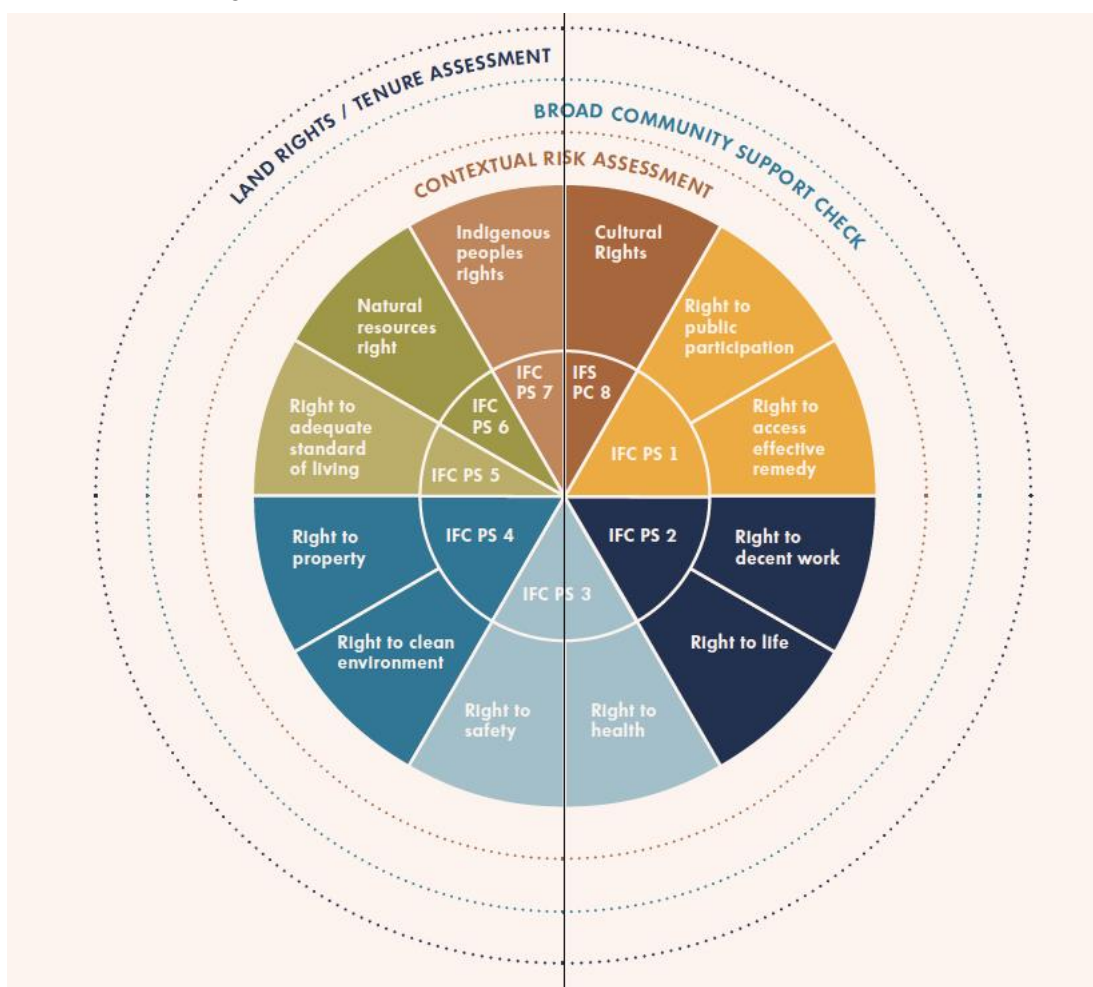 LAND RIGHTS / TENURE ASSESSMENT
BROAD COMMUNITY SUPPORT CHECK
CONTEXTUAL RISK ASSESSMENT
Indigenous
peoples
rights
Cultural
Rights
Natural
resources
right
Right to
public
participation
IFC
PS 7
IFS
PC 8
IFC
PS 6
Right to
adequate
standard
of living
Right to
access
effective
remedy
IFC PS 5
IFC PS 1
IFC PS 4
IFC PS 2
Right to
property
Right to
decent work
IFC PS 3
Right to clean
environment
Right to life
Right to
safety
Right to
health